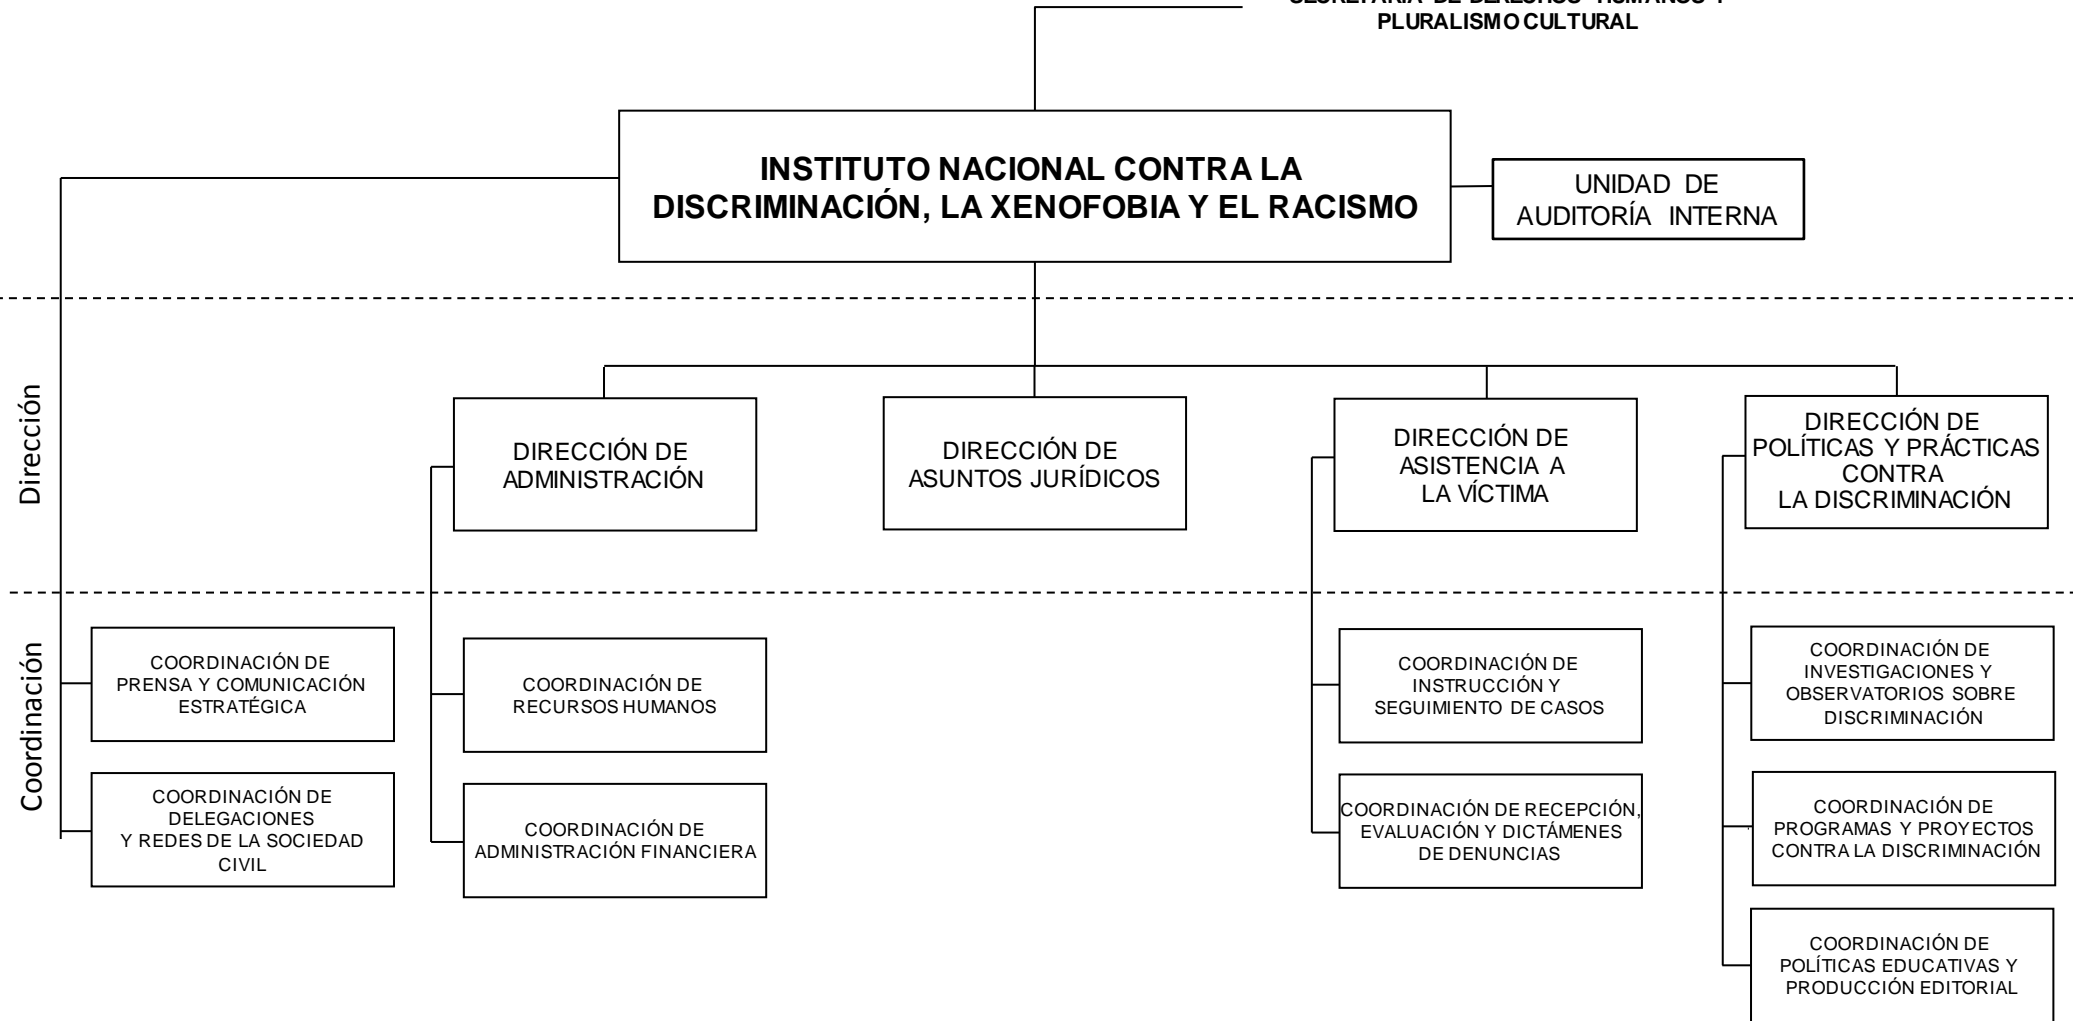 PLURALISMO CULTURAL
INSTITUTO NACIONAL CONTRA LA
DISCRIMINACIÓN, LA XENOFOBIA Y EL RACISMO
UNIDAD DE
AUDITORÍA INTERNA
Dirección
DIRECCIÓN DE
ADMINISTRACIÓN
DIRECCIÓN DE
ASUNTOS JURÍDICOS
DIRECCIÓN DE
ASISTENCIA A
LA VÍCTIMA
DIRECCIÓN DE
POLÍTICAS Y PRÁCTICAS
CONTRA
LA DISCRIMINACIÓN
Coordinación
COORDINACIÓN DE
PRENSA Y COMUNICACIÓN
ESTRATÉGICA
COORDINACIÓN DE
DELEGACIONES
Y REDES DE LA SOCIEDAD
CIVIL
COORDINACIÓN DE
RECURSOS HUMANOS
COORDINACIÓN DE
ADMINISTRACIÓN FINANCIERA
COORDINACIÓN DE
INSTRUCCIÓN Y
SEGUIMIENTO DE CASOS
COORDINACIÓN DE RECEPCIÓN,
EVALUACIÓN Y DICTÁMENES
DE DENUNCIAS
COORDINACIÓN DE
INVESTIGACIONES Y
OBSERVATORIOS SOBRE
DISCRIMINACIÓN
COORDINACIÓN DE
PROGRAMAS Y PROYECTOS
CONTRA LA DISCRIMINACIÓN
COORDINACIÓN DE
POLÍTICAS EDUCATIVAS Y
PRODUCCIÓN EDITORIAL